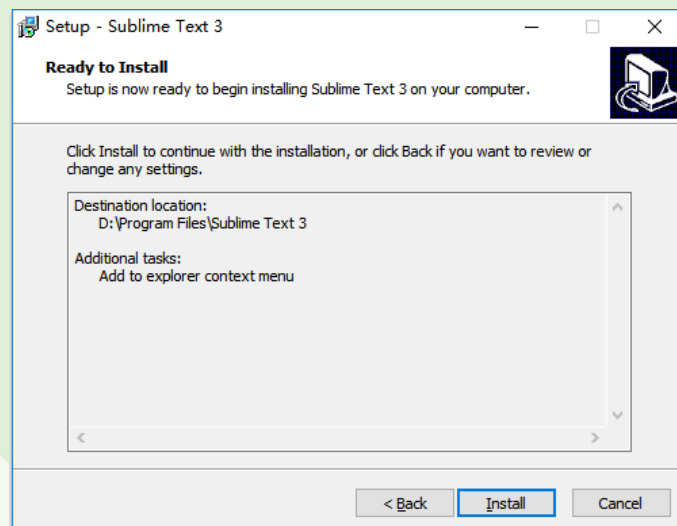 Setup - Sublime Text 3
Ready to Install
Setup is now ready to begin installing Sublime Text 3 on your computer.
Click Install to continue with the installation, or click Back if you want to review or
change any settings.
Destination location:
D:\Program Files\Sublime Text 3
Additional tasks:
Add to explorer context menu
< Back
Install
Cancel